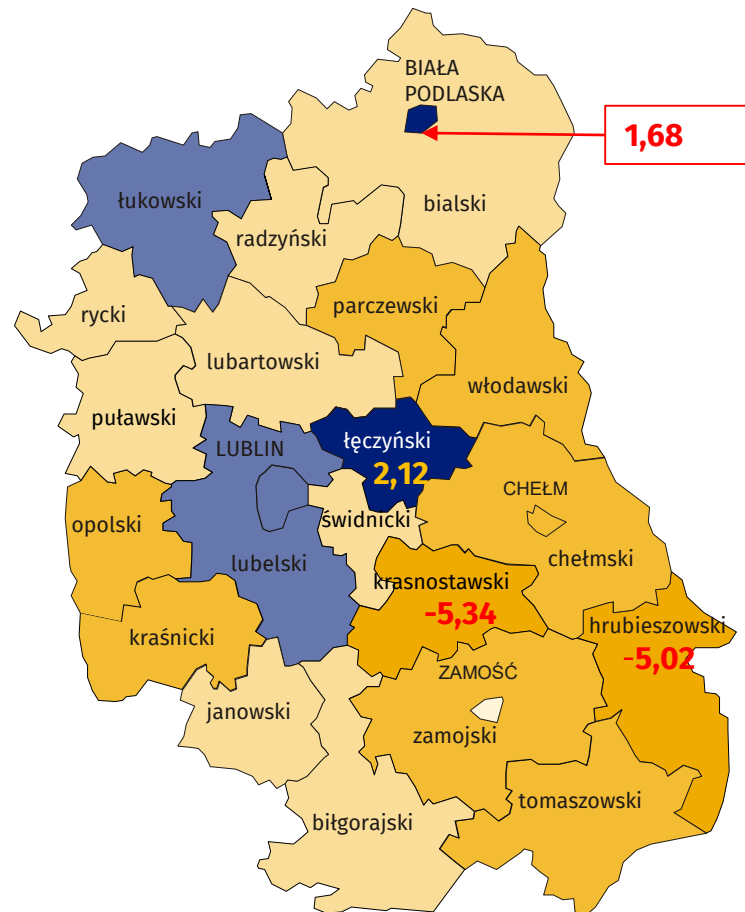 BIAŁA
PODLASKA
1,68
łukowski
bialski
radzyński
rycki
parczewski
lubartowski
włodawski
puławski
łęczyński
LUBLIN
2,12
CHEŁM
świdnicki
opolski
lubelski
chełmski
krasnostawski
-5,34
hrubieszowski
-5,02
kraśnicki
ZAMOŚĆ
janowski
zamojski
tomaszowski
biłgorajski